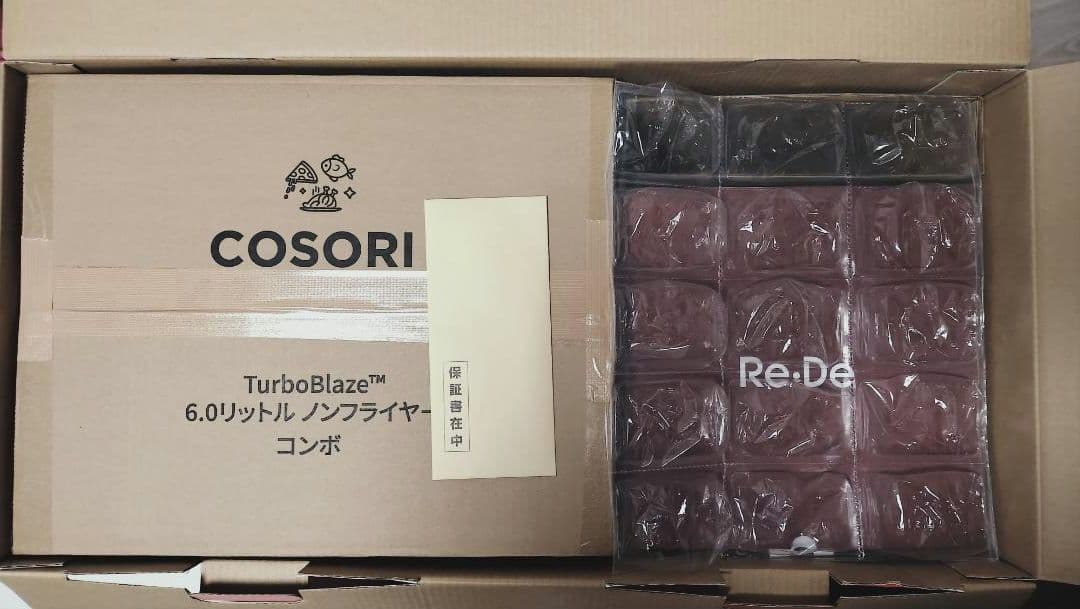 COSORI
TurboBlaze™
6.0リットル ノンフライヤー
コンボ
保証書在中
Re・De